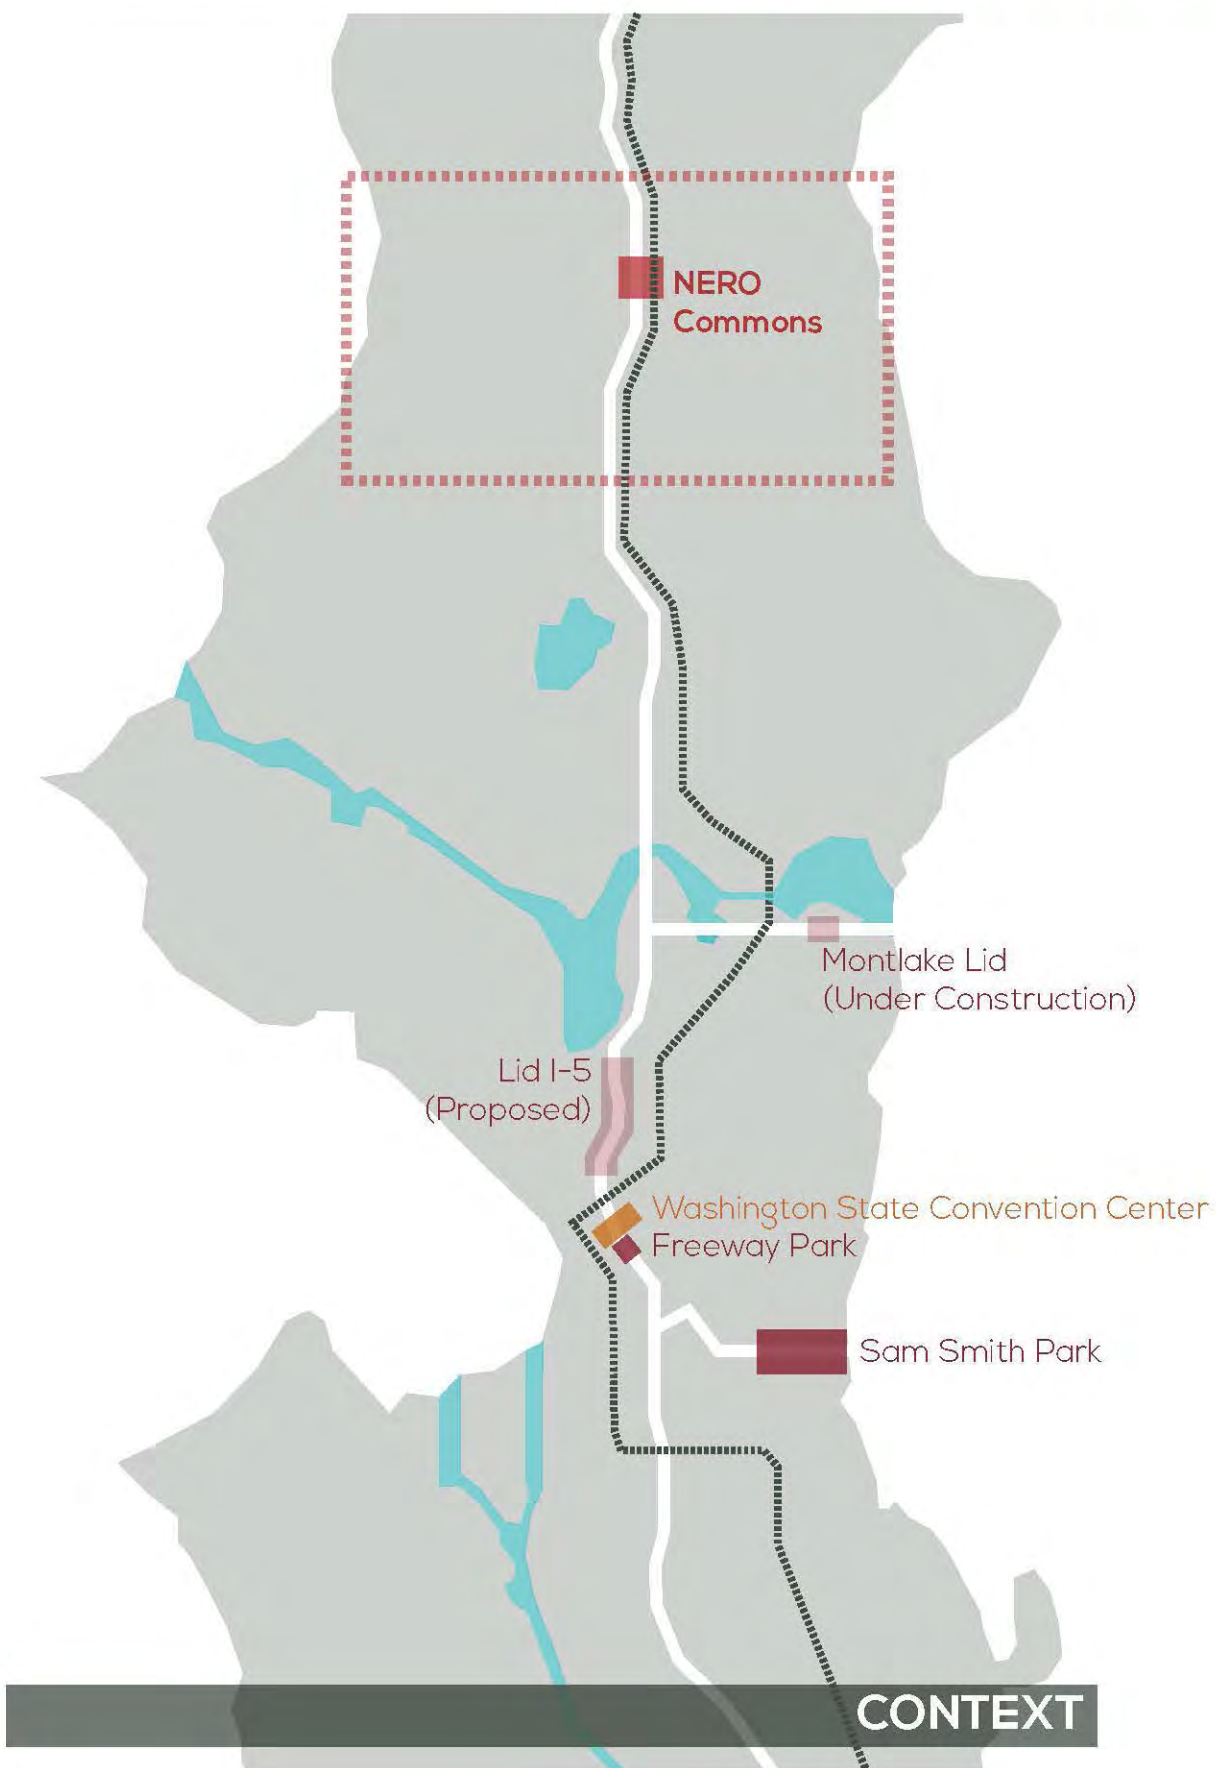 NERO
Commons
Montlake Lid
(Under Construction)
Lid I-5
(Proposed)
Washington State Convention Center
Freeway Park
Sam Smith Park
CONTEXT